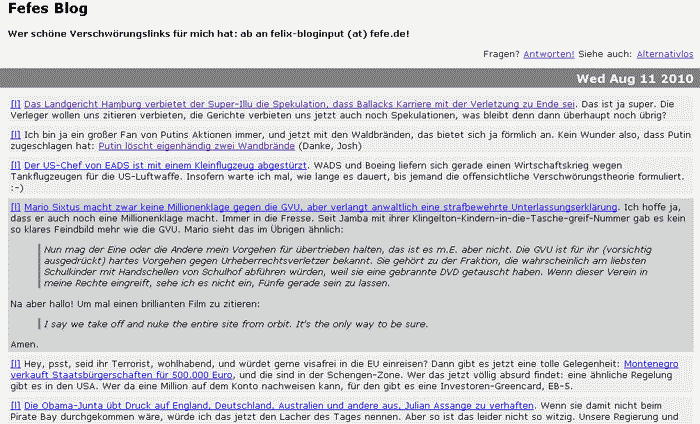 Fefes Blog
Wer schöne Verschwörungslinks für mich hat: ab an felix-bloginput (at) fefe.de!
Fragen? Antworten! Siehe auch: Alternativlos
Wed Aug 11 2010
[l] Das Landgericht Hamburg verbietet der Super-Illu die Spekulation, dass Ballacks Karriere mit der Verletzung zu Ende sei. Das ist ja super. Die
Verleger wollen uns zitieren verbieten, die Gerichte verbieten uns jetzt auch noch Spekulationen, was bleibt denn dann überhaupt noch übrig?
[l] Ich bin ja ein großer Fan von Putins Aktionen immer, und jetzt mit den Waldbränden, das bietet sich ja förmlich an. Kein Wunder also, dass Putin
zugeschlagen hat: Putin löscht eigenhändig zwei Wandbrände (Danke, Josh)
[l] Der US-Chef von EADS ist mit einem Kleinflugzeug abgestürzt. WADS und Boeing liefern sich gerade einen Wirtschaftskrieg wegen
Tankflugzeugen für die US-Luftwaffe. Insofern warte ich mal, wie lange es dauert, bis jemand die offensichtliche Verschwörungstheorie formuliert.
:-)
[l] Mario Sixtus macht zwar keine Millionenklage gegen die GVU, aber verlangt anwaltlich eine strafbewehrte Unterlassungserklärung. Ich hoffe ja,
dass er auch noch eine Millionenklage macht. Immer in die Fresse. Seit Jamba mit ihrer Klingelton-Kindern-in-die-Tasche-greif-Nummer gab es kein
so klares Feindbild mehr wie die GVU. Mario sieht das im Übrigen ähnlich:
Nun mag der Eine oder die Andere mein Vorgehen für übertrieben halten, das ist es m.E. aber nicht. Die GVU ist für ihr (vorsichtig
ausgedrückt) hartes Vorgehen gegen Urheberrechtsverletzer bekannt. Sie gehört zu der Fraktion, die wahrscheinlich am liebsten
Schulkinder mit Handschellen von Schulhof abführen würden, weil sie eine gebrannte DVD getauscht haben. Wenn dieser Verein in
meine Rechte eingreift, sehe ich es nicht ein, Fünfe gerade sein zu lassen.
Na aber hallo! Um mal einen brillianten Film zu zitieren:
I say we take off and nuke the entire site from orbit. It's the only way to be sure.
Amen.
[l] Hey, psst, seid ihr Terrorist, wohlhabend, und würdet gerne visafrei in die EU einreisen? Dann gibt es jetzt eine tolle Gelegenheit: Montenegro
verkauft Staatsbürgerschaften für 500.000 Euro, und die sind in der Schengen-Zone. Wer das jetzt völlig absurd findet: eine ähnliche Regelung
gibt es in den USA. Wer da eine Million auf dem Konto nachweisen kann, für den gibt es eine Investoren-Greencard, EB-5.
[l] Die Obama-Junta übt Druck auf England, Deutschland, Australien und andere aus, Julian Assange zu verhaften. Wenn sie damit nicht beim
Pirate Bay durchgekommen wäre, würde ich das jetzt den Lacher des Tages nennen. Aber so ist das leider nicht so witzig. Unsere Regierung und